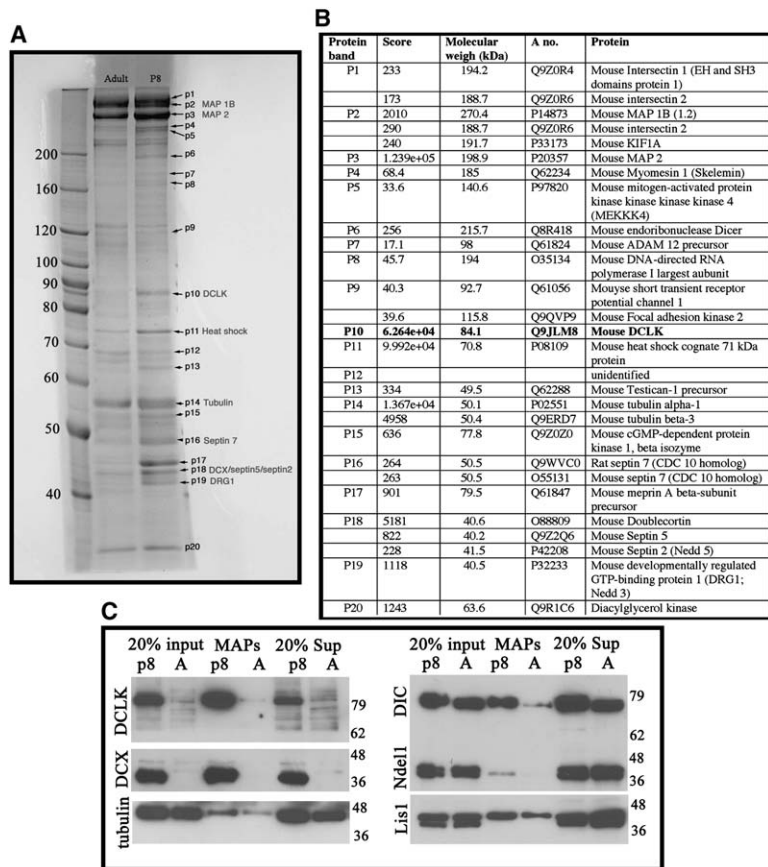 A
Adult P8
p1
p2 MAP 1B
p3 MAP 2
p4
p5
200
p6
p7
160
p8
p9
120
100
90
p10 DCLK
80
p11 Heat shock
70
p12
p13
60
p14 Tubulin
p15
50
p16 Septin 7
p17
p18 DCX/septin5/septin2
p19 DRG1
40
p20
B
Protein band Score Molecular weigh (kDa) A no. Protein
P1 233 194.2 Q9Z0R4 Mouse Intersectin 1 (EH and SH3
domains protein 1)
173 188.7 Q9Z0R6 Mouse intersectin 2
P2 2010 270.4 P14873 Mouse MAP 1B (1.2)
290 188.7 Q9Z0R6 Mouse intersectin 2
240 191.7 P33173 Mouse KIF1A
P3 1.239e+05 198.9 P20357 Mouse MAP 2
P4 68.4 185 Q62234 Mouse Myomesin 1 (Skelemin)
P5 33.6 140.6 P97820 Mouse mitogen-activated protein
kinase kinase kinase kinase 4
(MEKKK4)
P6 256 215.7 Q8R418 Mouse endoribonuclease Dicer
P7 17.1 98 Q61824 Mouse ADAM 12 precursor
P8 45.7 194 O35134 Mouse DNA-directed RNA
polymerase I largest aubunit
P9 40.3 92.7 Q61056 Mouyse short transient receptor
potential channel 1
39.6 115.8 Q9QVP9 Mouse Focal adhesion kinase 2
P10 6.264e+04 84.1 Q9JLM8 Mouse DCLK
P11 9.992e+04 70.8 P08109 Mouse heat shock cognate 71 kDa
protein
P12 unidentified
P13 334 49.5 Q62288 Mouse Testican-1 precursor
P14 1.367e+04 50.1 P02551 Mouse tubulin alpha-1
4958 50.4 Q9ERD7 Mouse tubulin beta-3
P15 636 77.8 Q9Z0Z0 Mouse cGMP-dependent protein
kinase 1, beta isozyme
P16 264 50.5 Q9WVC0 Rat septin 7 (CDC 10 homolog)
263 50.5 O55131 Mouse septin 7 (CDC 10 homolog)
P17 901 79.5 Q61847 Mouse meprin A beta-subunit
precursor
P18 5181 40.6 O88809 Mouse Doublecortin
822 40.2 Q9Z2Q6 Mouse Septin 5
228 41.5 P42208 Mouse Septin 2 (Nedd 5)
P19 1118 40.5 P32233 Mouse developmentally regulated
GTP-binding protein 1 (DRG1;
Nedd 3)
P20 1243 63.6 Q9R1C6 Diacylglycerol kinase
C
20% input MAPs 20% Sup
p8 A p8 A p8 A
DCLK 79
62
DCX 48
36
tubulin 48
36
20% input MAPs 20% Sup
p8 A p8 A p8 A
DIC 79
62
Ndel1 48
36
Lis1 48
36